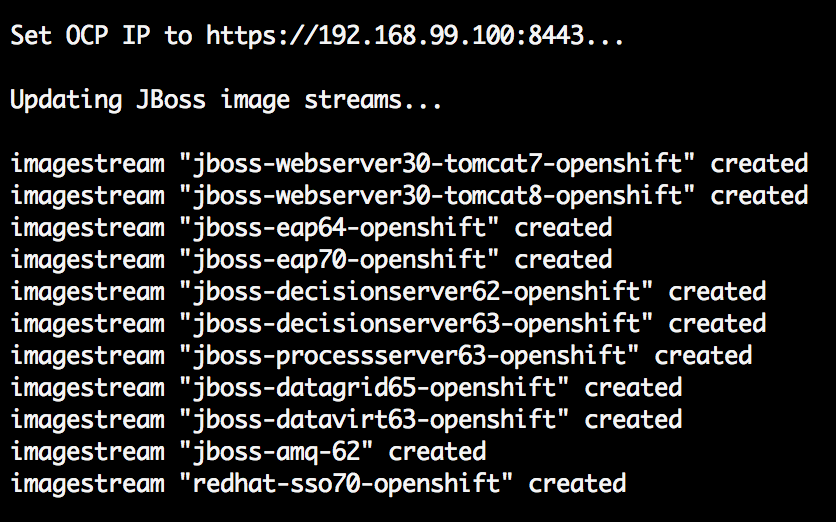 Set OCP IP to https://192.168.99.100:8443...
Updating JBoss image streams...
imagestream "jboss-webserver30-tomcat7-openshift" created
imagestream "jboss-webserver30-tomcat8-openshift" created
imagestream "jboss-eap64-openshift" created
imagestream "jboss-eap70-openshift" created
imagestream "jboss-decisionserver62-openshift" created
imagestream "jboss-decisionserver63-openshift" created
imagestream "jboss-processserver63-openshift" created
imagestream "jboss-datagrid65-openshift" created
imagestream "jboss-datavirt63-openshift" created
imagestream "jboss-amq-62" created
imagestream "redhat-sso70-openshift" created